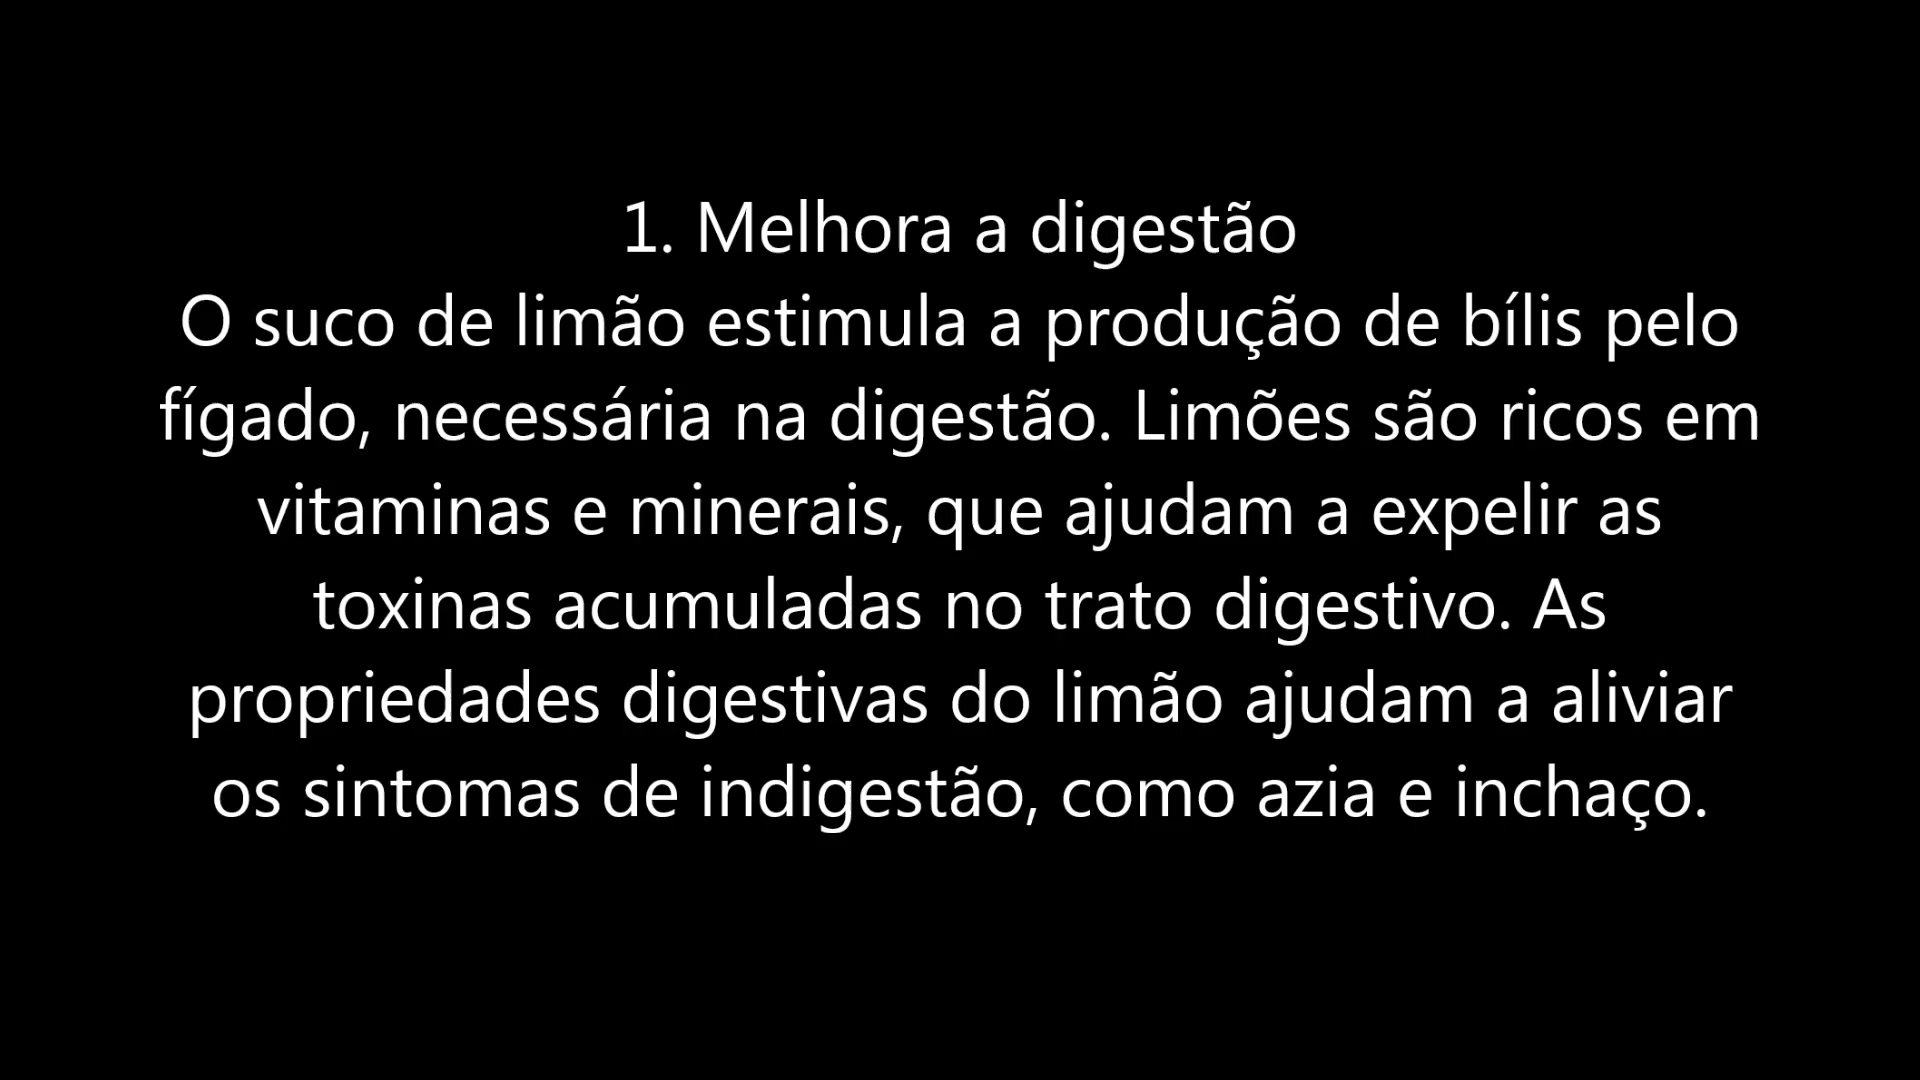 1. Melhora a digestão
O suco de limão estimula a produção de bílis pelo
fígado, necessária na digestão. Limões são ricos em
vitaminas e minerais, que ajudam a expelir as
toxinas acumuladas no trato digestivo. As
propriedades digestivas do limão ajudam a aliviar
os sintomas de indigestão, como azia e inchaço.